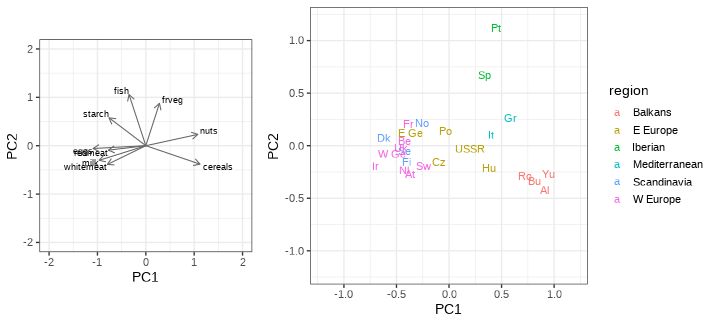 2
1
0
-1
-2
PC2
-2
-1
0
1
2
PC1
fish
frveg
starch
nuts
eggs
redmeat
milk
whitemeat
cereals
1.0
0.5
0.0
-0.5
-1.0
PC2
-1.0
-0.5
0.0
0.5
1.0
PC1
Pt
Sp
Gr
It
Fr
No
Dk
E Ge
Po
Be
W Ge
USSR
Ir
Fi
Cz
Sw
Nl
At
Hu
Ro
Yu
Bu
Al
region
a Balkans
a E Europe
a Iberian
a Mediterranean
a Scandinavia
a W Europe